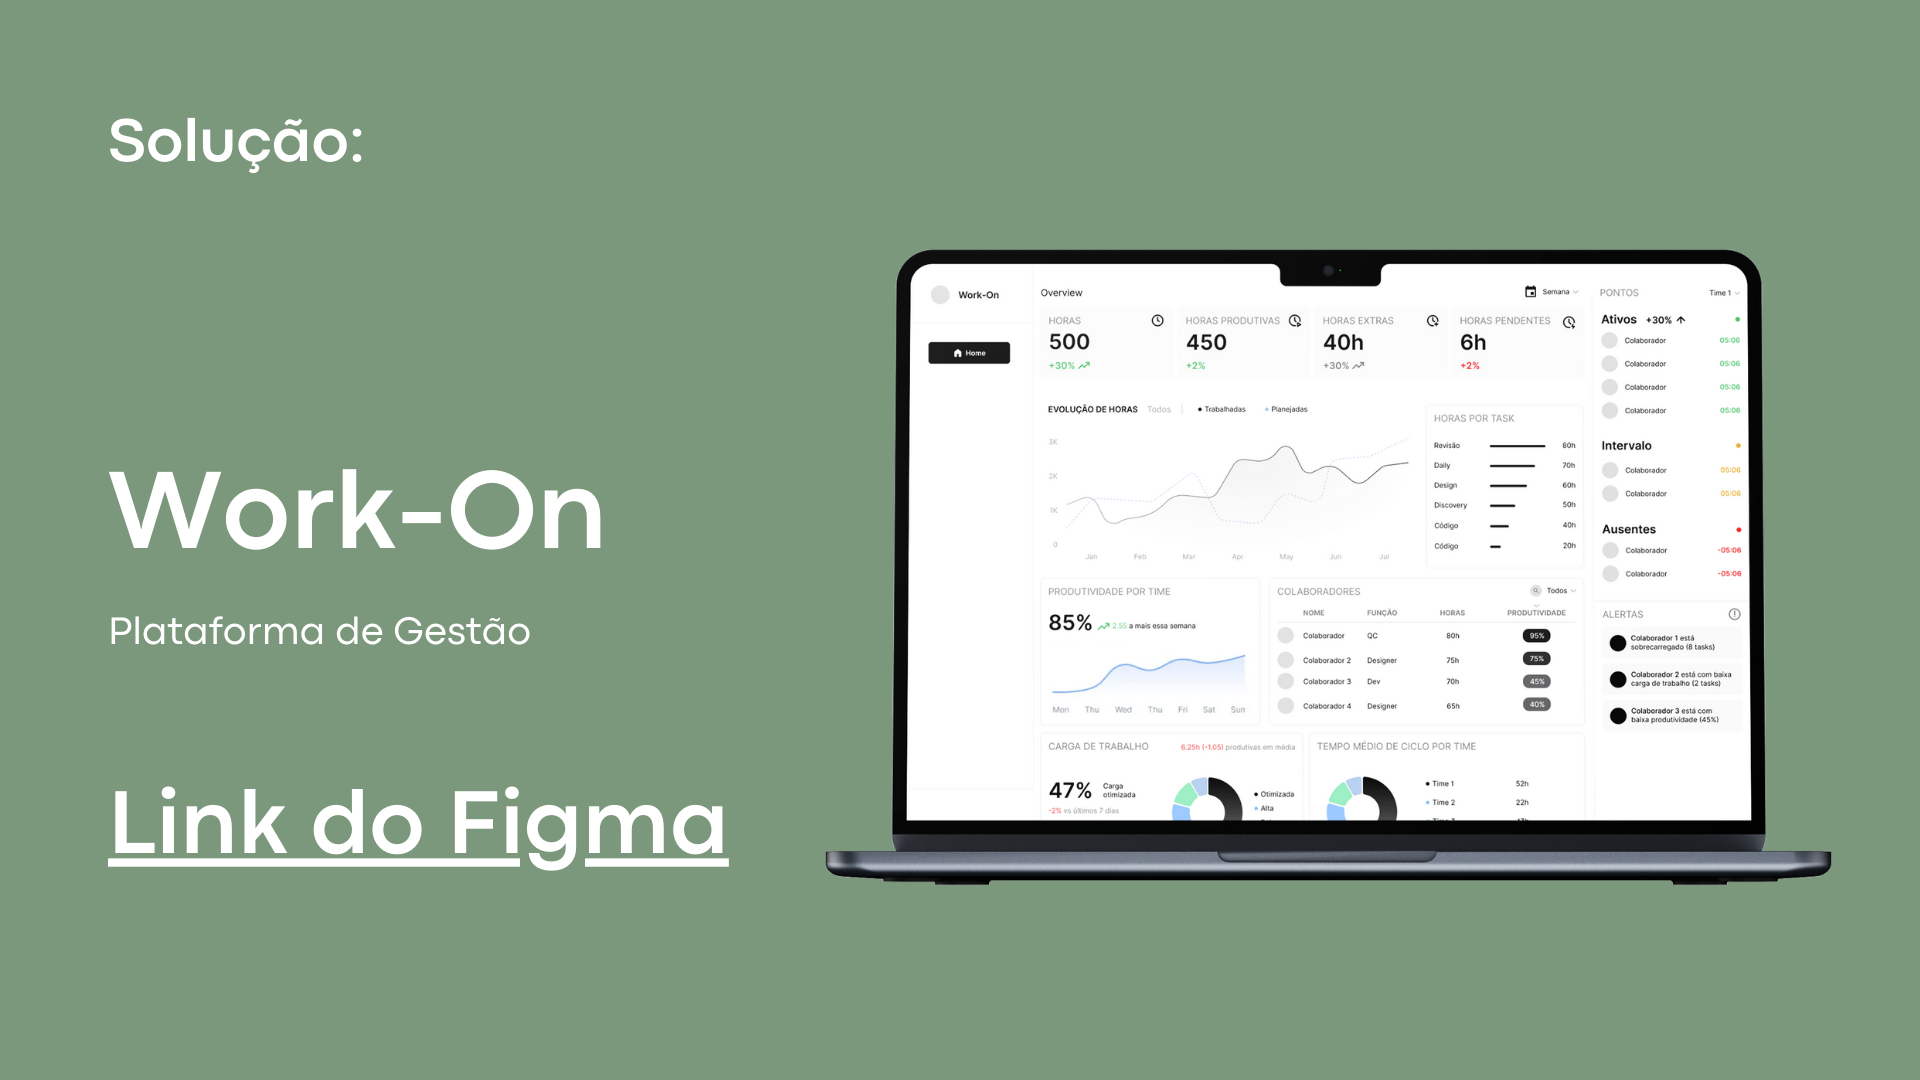 Solução:
Work-On
Plataforma de Gestão
Link do Figma
Work-On
Home
Overview
Semana
HORAS
500
+30%
HORAS PRODUTIVAS
450
+2%
HORAS EXTRAS
40h
+30%
HORAS PENDENTES
6h
+2%
EVOLUÇÃO DE HORAS Todos Trabalhadas Planejadas
3K
2K
1K
0
Jan Feb Mar Apr May Jun Jul
HORAS POR TASK
Revisão 80h
Daily 70h
Design 60h
Discovery 50h
Código 40h
Código 20h
PRODUTIVIDADE POR TIME
85% 2.55 a mais essa semana
Mon Thu Wed Thu Fri Sat Sun
COLABORADORES Todos
NOME FUNÇÃO HORAS PRODUTIVIDADE
Colaborador QC 80h 95%
Colaborador 2 Designer 75h 75%
Colaborador 3 Dev 70h 45%
Colaborador 4 Designer 65h 40%
CARGA DE TRABALHO 6.25h (-1.05) produtivas em média
47% Carga
otimizada
-2% vs últimos 7 dias
Otimizada
Alta
TEMPO MÉDIO DE CICLO POR TIME
Time 1 52h
Time 2 22h
PONTOS Time 1
Ativos +30%
Colaborador 05:06
Colaborador 05:06
Colaborador 05:06
Colaborador 05:06
Intervalo
Colaborador 05:06
Colaborador 05:06
Ausentes
Colaborador -05:06
Colaborador -05:06
ALERTAS
Colaborador 1 está
sobrecarregado (8 tasks)
Colaborador 2 está com baixa
carga de trabalho (2 tasks)
Colaborador 3 está com
baixa produtividade (45%)